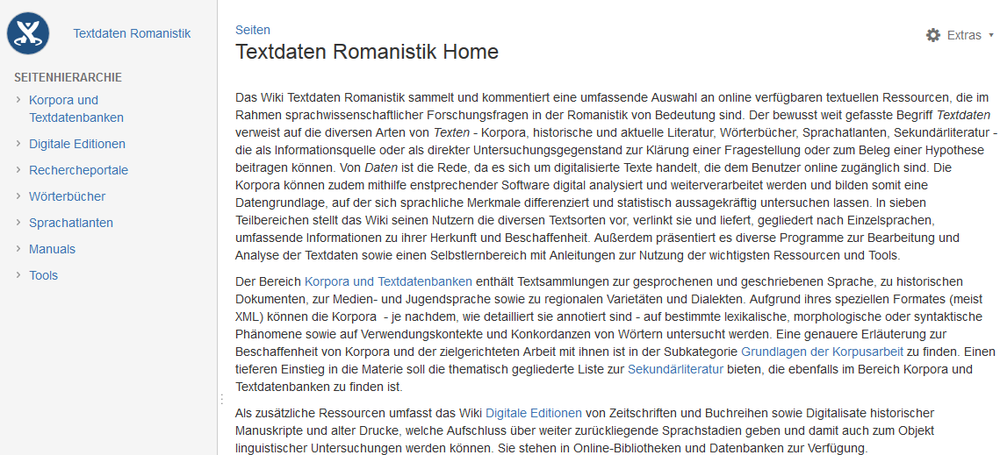 Textdaten Romanistik
SEITENHIERARCHIE
Korpora und
Textdatenbanken
Digitale Editionen
Rechercheportale
Wörterbücher
Sprachatlanten
Manuals
Tools
Seiten
Extras
Textdaten Romanistik Home
Das Wiki Textdaten Romanistik sammelt und kommentiert eine umfassende Auswahl an online verfügbaren textuellen Ressourcen, die im
Rahmen sprachwissenschaftlicher Forschungsfragen in der Romanistik von Bedeutung sind. Der bewusst weit gefasste Begriff Textdaten
verweist auf die diversen Arten von Texten - Korpora, historische und aktuelle Literatur, Wörterbücher, Sprachatlanten, Sekundärliteratur -
die als Informationsquelle oder als direkter Untersuchungsgegenstand zur Klärung einer Fragestellung oder zum Beleg einer Hypothese
beitragen können. Von Daten ist die Rede, da es sich um digitalisierte Texte handelt, die dem Benutzer online zugänglich sind. Die
Korpora können zudem mithilfe enstprechender Software digital analysiert und weiterverarbeitet werden und bilden somit eine
Datengrundlage, auf der sich sprachliche Merkmale differenziert und statistisch aussagekräftig untersuchen lassen. In sieben
Teilbereichen stellt das Wiki seinen Nutzern die diversen Textsorten vor, verlinkt sie und liefert, gegliedert nach Einzelsprachen,
umfassende Informationen zu ihrer Herkunft und Beschaffenheit. Außerdem präsentiert es diverse Programme zur Bearbeitung und
Analyse der Textdaten sowie einen Selbstlernbereich mit Anleitungen zur Nutzung der wichtigsten Ressourcen und Tools.
Der Bereich Korpora und Textdatenbanken enthält Textsammlungen zur gesprochenen und geschriebenen Sprache, zu historischen
Dokumenten, zur Medien- und Jugendsprache sowie zu regionalen Varietäten und Dialekten. Aufgrund ihres speziellen Formates (meist
XML) können die Korpora - je nachdem, wie detailliert sie annotiert sind - auf bestimmte lexikalische, morphologische oder syntaktische
Phänomene sowie auf Verwendungskontexte und Konkordanzen von Wörtern untersucht werden. Eine genauere Erläuterung zur
Beschaffenheit von Korpora und der zielgerichteten Arbeit mit ihnen ist in der Subkategorie Grundlagen der Korpusarbeit zu finden. Einen
tieferen Einstieg in die Materie soll die thematisch gegliederte Liste zur Sekundärliteratur bieten, die ebenfalls im Bereich Korpora und
Textdatenbanken zu finden ist.
Als zusätzliche Ressourcen umfasst das Wiki Digitale Editionen von Zeitschriften und Buchreihen sowie Digitalisate historischer
Manuskripte und alter Drucke, welche Aufschluss über weiter zurückliegende Sprachstadien geben und damit auch zum Objekt
linguistischer Untersuchungen werden können. Sie stehen in Online-Bibliotheken und Datenbanken zur Verfügung.